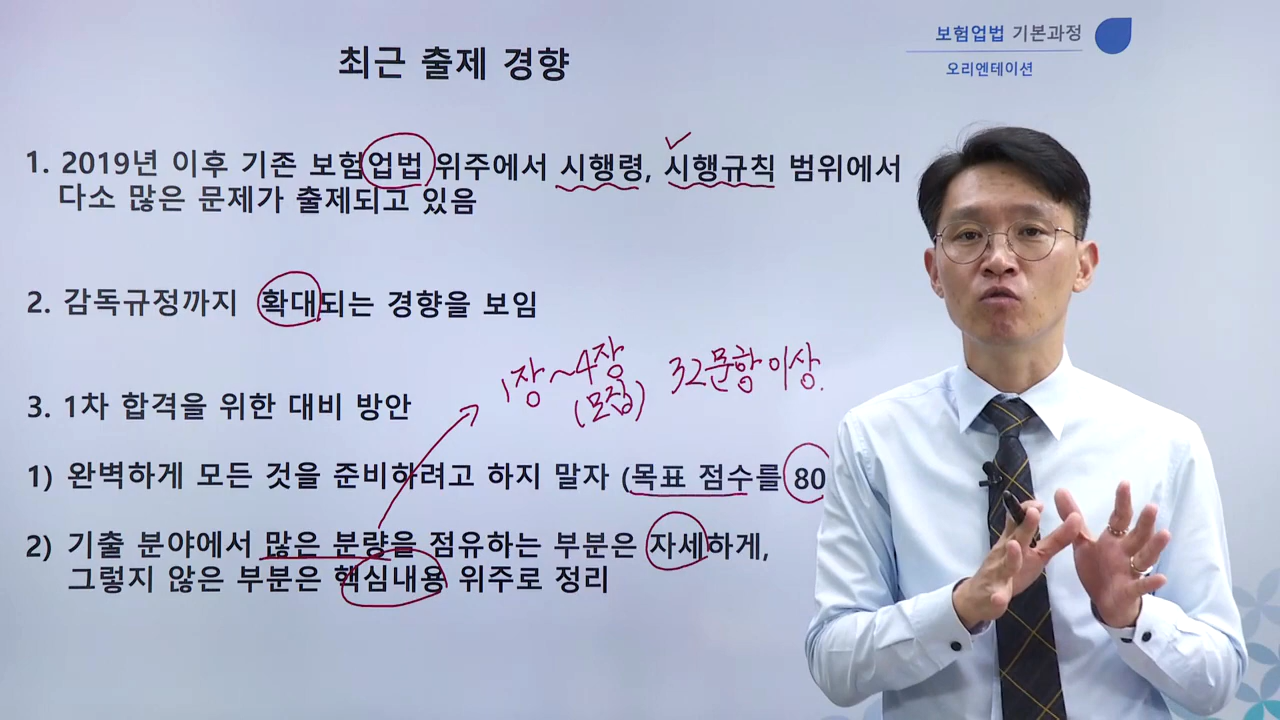 보험업법 기본과정
오리엔테이션
최근 출제 경향
1. 2019년 이후 기존 보험업법 위주에서 시행령, 시행규칙 범위에서
다소 많은 문제가 출제되고 있음
2. 감독규정까지 확대되는 경향을 보임
1장~4장 32문항 이상.
(모집)
3. 1차 합격을 위한 대비 방안
1) 완벽하게 모든 것을 준비하려고 하지 말자 (목표 점수를 80
2) 기출 분야에서 많은 분량을 점유하는 부분은 자세하게,
그렇지 않은 부분은 핵심내용 위주로 정리